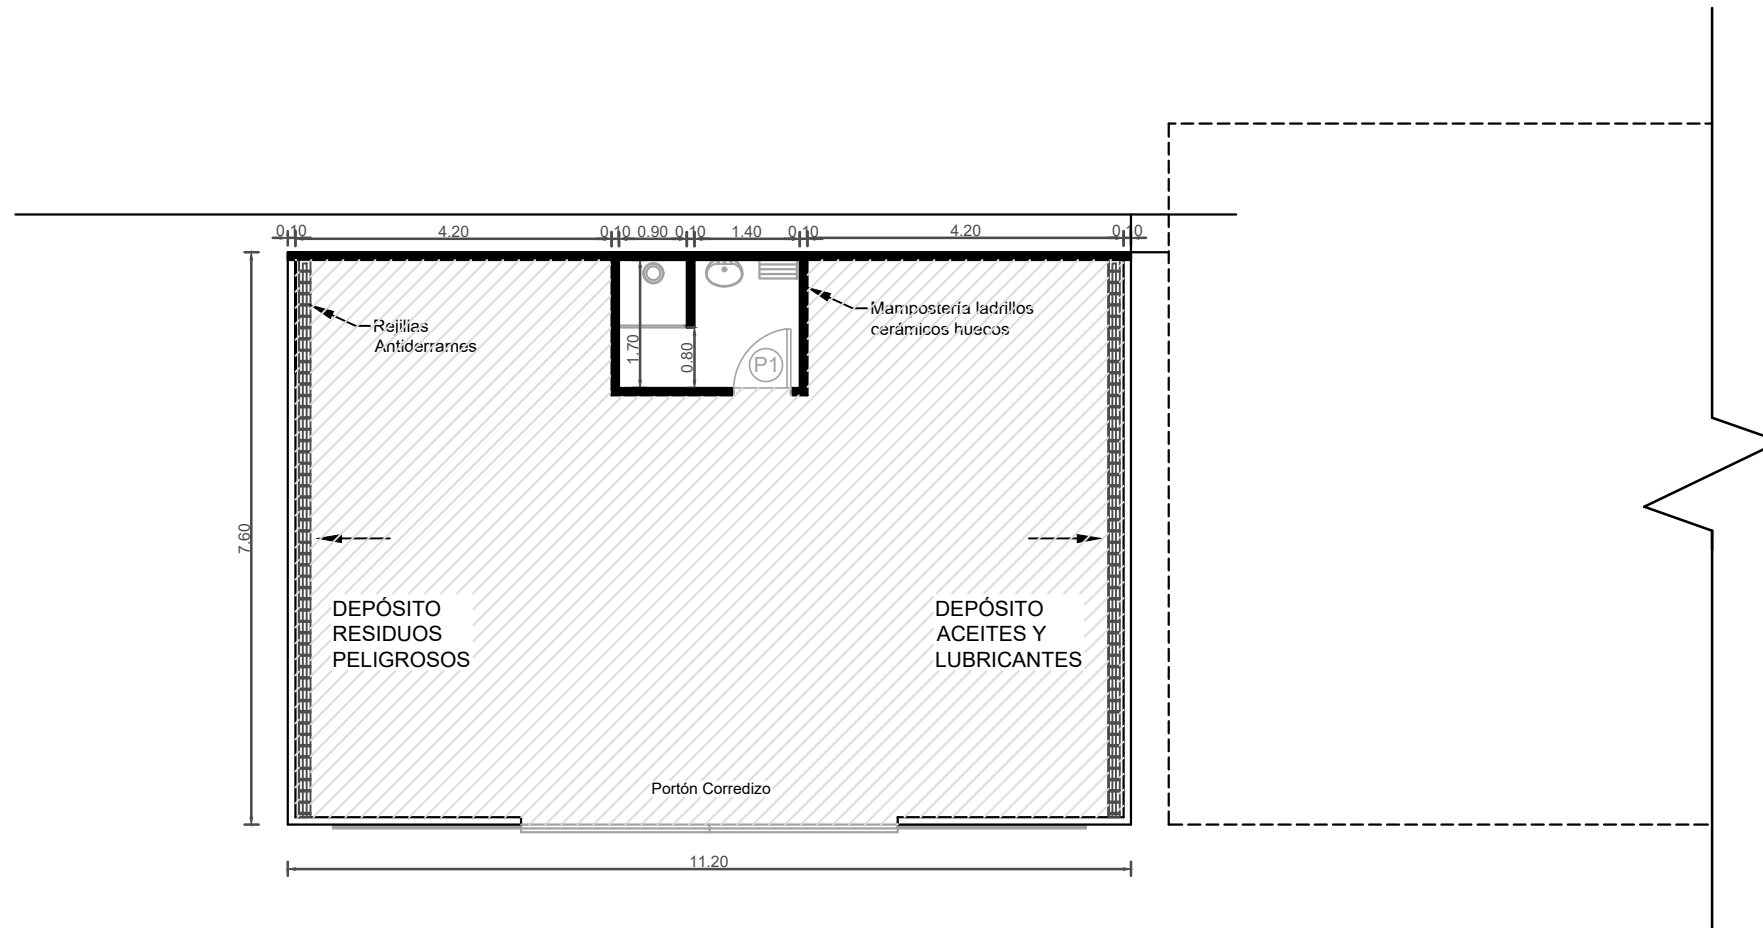 0.10 4.20 0.10 0.90 0.10 1.40 0.10 4.20 0.10
Rejillas
Antiderrames
Mampostería ladrillos
cerámicos huecos
1.70
0.80
P1
7.60
DEPÓSITO
RESIDUOS
PELIGROSOS
DEPÓSITO
ACEITES Y
LUBRICANTES
Portón Corredizo
11.20